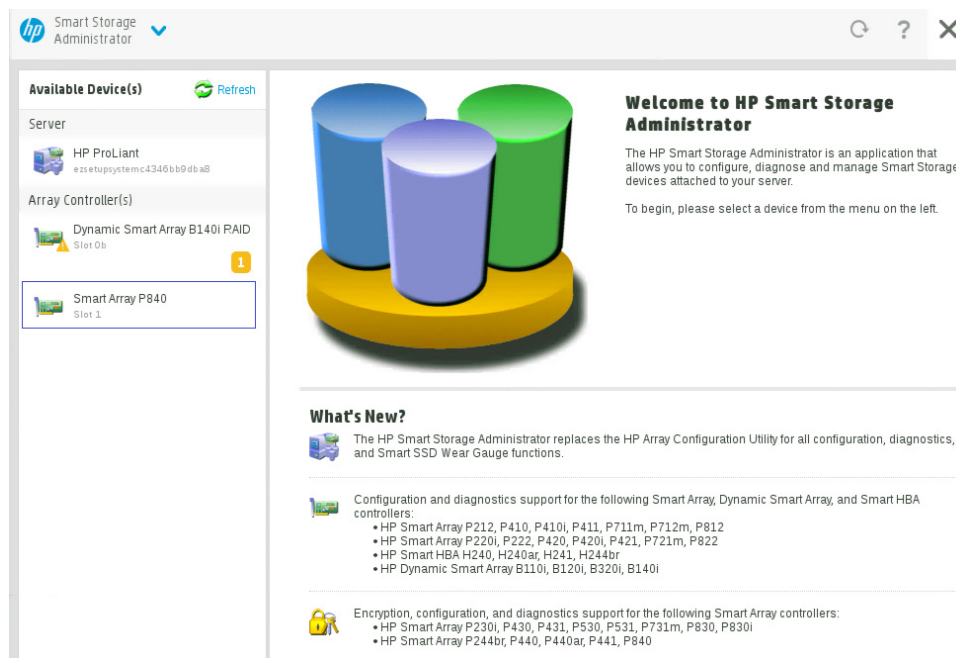 hp Smart Storage
Administrator
Available Device(s) Refresh
Server
HP ProLiant
ezsetupsystemc4346bb9dba8
Array Controller(s)
Dynamic Smart Array B140i RAID
Slot 0b
1
Smart Array P840
Slot 1
Welcome to HP Smart Storage
Administrator
The HP Smart Storage Administrator is an application that
allows you to configure, diagnose and manage Smart Storage
devices attached to your server.
To begin, please select a device from the menu on the left.
What's New?
The HP Smart Storage Administrator replaces the HP Array Configuration Utility for all configuration, diagnostics,
and Smart SSD Wear Gauge functions.
Configuration and diagnostics support for the following Smart Array, Dynamic Smart Array, and Smart HBA
controllers:
• HP Smart Array P212, P410, P410i, P411, P711m, P712m, P812
• HP Smart Array P220i, P222, P420, P420i, P421, P721m, P822
• HP Smart HBA H240, H240ar, H241, H244br
• HP Dynamic Smart Array B110i, B120i, B320i, B140i
Encryption, configuration, and diagnostics support for the following Smart Array controllers:
• HP Smart Array P230i, P430, P431, P530, P531, P731m, P830, P830i
• HP Smart Array P244br, P440, P440ar, P441, P840